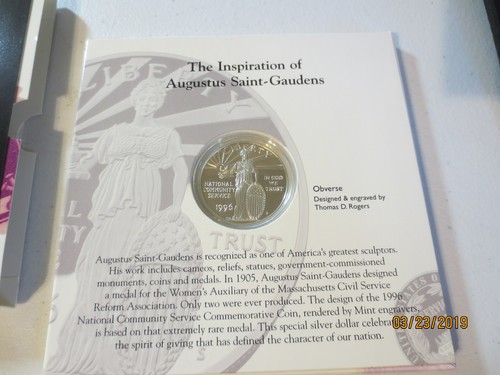 The Inspiration of
Augustus Saint-Gaudens
LIBERTY
NATIONAL
COMMUNITY
SERVICE
1996
IN GOD
WE
TRUST
Obverse
Designed & engraved by
Thomas D. Rogers
TRUST
Augustus Saint-Gaudens is recognized as one of America's greatest sculptors.
His work includes cameos, reliefs, statues, government-commissioned
monuments, coins and medals. In 1905, Augustus Saint-Gaudens designed
a medal for the Women's Auxiliary of the Massachusetts Civil Service
Reform Association. Only two were ever produced. The design of the 1996
National Community Service Commemorative Coin, rendered by Mint engravers,
is based on that extremely rare medal. This special silver dollar celebrates
the spirit of giving that has defined the character of our nation.
03/23/2019